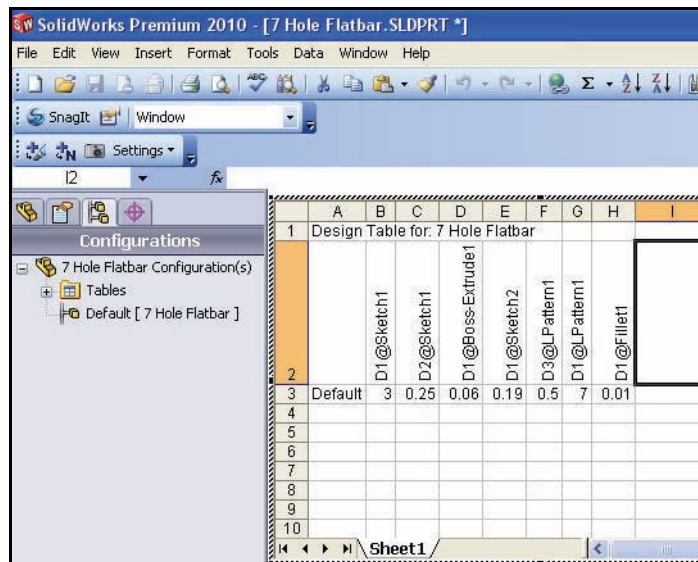 SolidWorks Premium 2010 - [7 Hole Flatbar.SLDPRT *]
File Edit View Insert Format Tools Data Window Help
SnagIt Window
Settings
I2 fx
Configurations
7 Hole Flatbar Configuration(s)
Tables
Default [ 7 Hole Flatbar ]
A B C D E F G H I
1 Design Table for: 7 Hole Flatbar
2 D1@Sketch1 D2@Sketch1 D1@Boss-Extrude1 D1@Sketch2 D3@LPattern1 D1@LPattern1 D1@Fillet1
3 Default 3 0.25 0.06 0.19 0.5 7 0.01
4
5
6
7
8
9
10
Sheet1